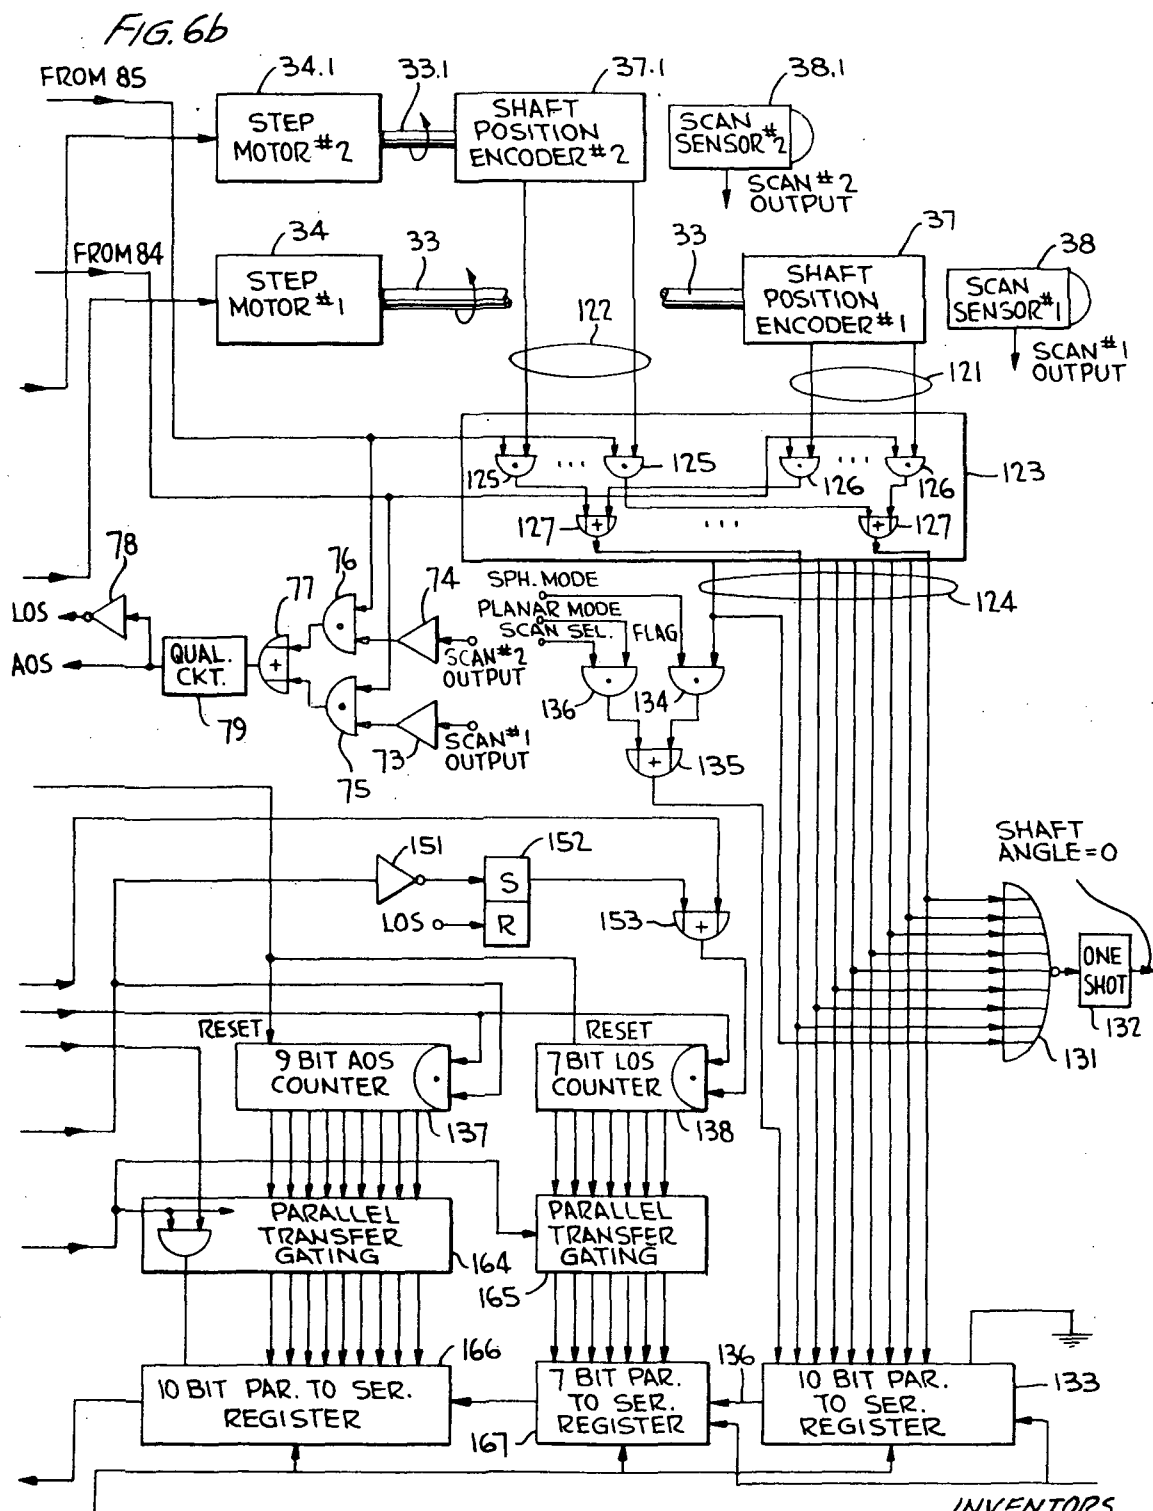 FIG. 6b
FROM 85
34.1
33.1
37.1
38.1
STEP
MOTOR #2
SHAFT
POSITION
ENCODER #2
SCAN
SENSOR #2
SCAN #2
OUTPUT
FROM 84
34
33
33
37
38
STEP
MOTOR #1
SHAFT
POSITION
ENCODER #1
SCAN
SENSOR #1
SCAN #1
OUTPUT
122
121
125
125
126
126
123
127
127
124
78
77
76
74
LOS
AOS
QUAL.
CKT.
79
75
73
SCAN #2
OUTPUT
SCAN #1
OUTPUT
SPH. MODE
PLANAR MODE
SCAN SEL.
FLAG
136
134
135
151
152
S
R
LOS
153
SHAFT
ANGLE=0
ONE
SHOT
132
131
RESET
RESET
9 BIT AOS
COUNTER
7 BIT LOS
COUNTER
137
138
PARALLEL
TRANSFER
GATING
164
PARALLEL
TRANSFER
GATING
165
166
10 BIT PAR. TO SER.
REGISTER
7 BIT PAR.
TO SER.
REGISTER
167
136
10 BIT PAR.
TO SER.
REGISTER
133
INVENTORS